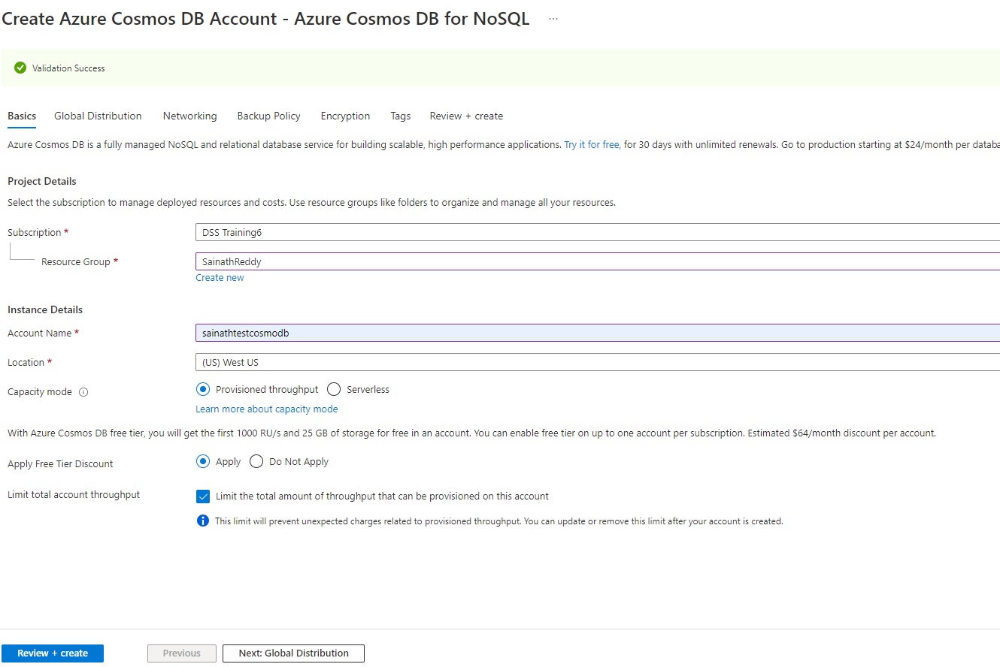 Create Azure Cosmos DB Account - Azure Cosmos DB for NoSQL ...
Validation Success
Basics Global Distribution Networking Backup Policy Encryption Tags Review + create
Azure Cosmos DB is a fully managed NoSQL and relational database service for building scalable, high performance applications. Try it for free, for 30 days with unlimited renewals. Go to production starting at $24/month per databa
Project Details
Select the subscription to manage deployed resources and costs. Use resource groups like folders to organize and manage all your resources.
Subscription * DSS Training6
Resource Group * SainathReddy
Create new
Instance Details
Account Name * sainathtestcosmodb
Location * (US) West US
Capacity mode Provisioned throughput Serverless
Learn more about capacity mode
With Azure Cosmos DB free tier, you will get the first 1000 RU/s and 25 GB of storage for free in an account. You can enable free tier on up to one account per subscription. Estimated $64/month discount per account.
Apply Free Tier Discount Apply Do Not Apply
Limit total account throughput Limit the total amount of throughput that can be provisioned on this account
This limit will prevent unexpected charges related to provisioned throughput. You can update or remove this limit after your account is created.
Review + create Previous Next: Global Distribution